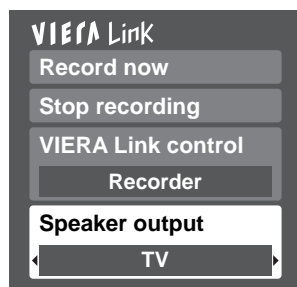 VIERA Link
Record now
Stop recording
VIERA Link control
Recorder
Speaker output
TV